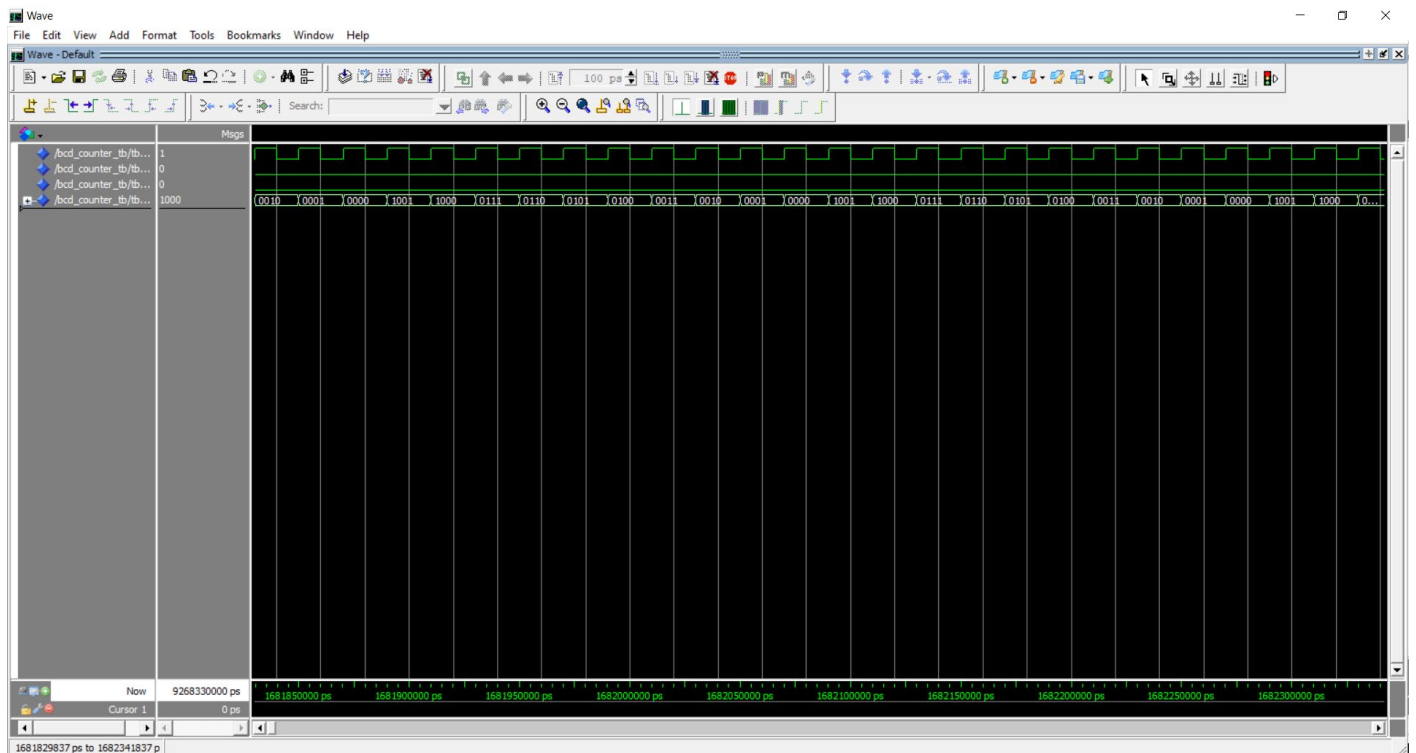 Wave
File Edit View Add Format Tools Bookmarks Window Help
Wave - Default
100 ps
Search:
Msgs
/bcd_counter_tb/tb... 1
/bcd_counter_tb/tb... 0
/bcd_counter_tb/tb... 0
/bcd_counter_tb/tb... 1000 0010 0001 0000 1001 1000 0111 0110 0101 0100 0011 0010 0001 0000 1001 1000 0111 0110 0101 0100 0011 0010 0001 0000 1001 1000 0...
Now 9268330000 ps 1681850000 ps 1681900000 ps 1681950000 ps 1682000000 ps 1682050000 ps 1682100000 ps 1682150000 ps 1682200000 ps 1682250000 ps 1682300000 ps
Cursor 1 0 ps
1681829837 ps to 1682341837 p